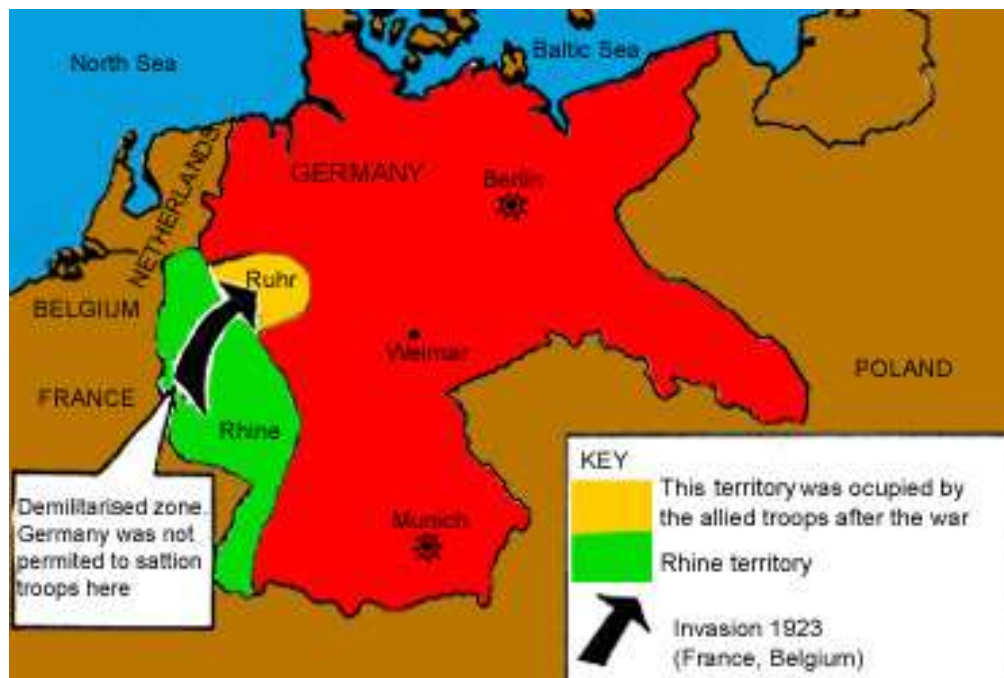 North Sea
Baltic Sea
NETHERLANDS
GERMANY
Berlin
Ruhr
BELGIUM
Weimar
POLAND
FRANCE
Rhine
Munich
Demilitarised zone.
Germany was not
permited to sattion
troops here
KEY
This territory was ocupied by
the allied troops after the war
Rhine territory
Invasion 1923
(France, Belgium)